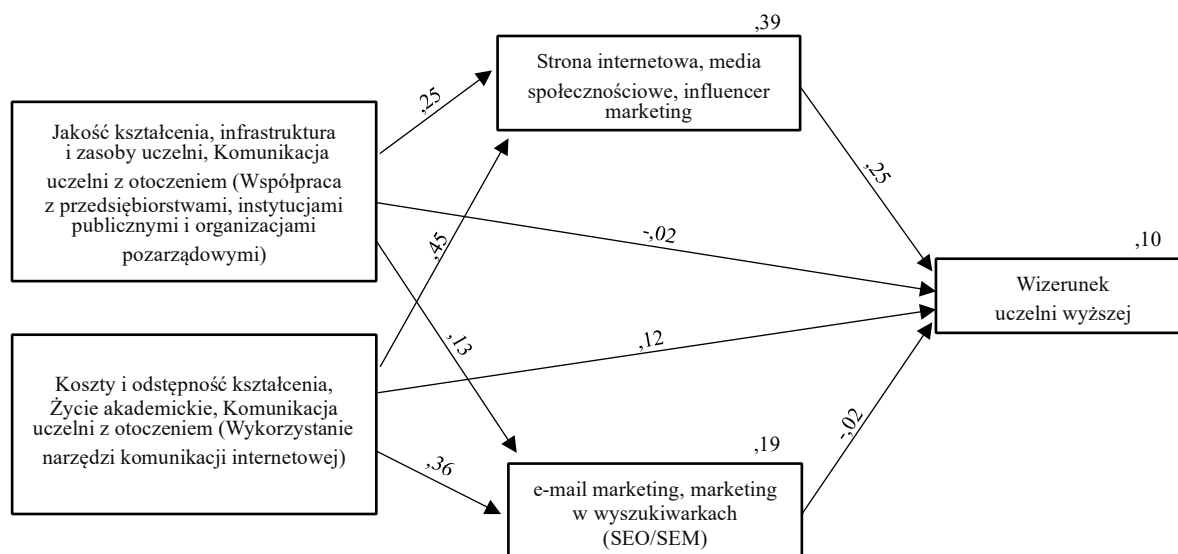 ,39
Strona internetowa, media
społecznościowe, influencer
marketing
,25
Jakość kształcenia, infrastruktura
i zasoby uczelni, Komunikacja
uczelni z otoczeniem (Współpraca
z przedsiębiorstwami, instytucjami
publicznymi i organizacjami
pozarządowymi)
,25
,45
-,02
,10
Wizerunek
uczelni wyższej
,13
,12
Koszty i odstępność kształcenia,
Życie akademickie, Komunikacja
uczelni z otoczeniem (Wykorzystanie
narzędzi komunikacji internetowej)
,36
-,02
,19
e-mail marketing, marketing
w wyszukiwarkach
(SEO/SEM)